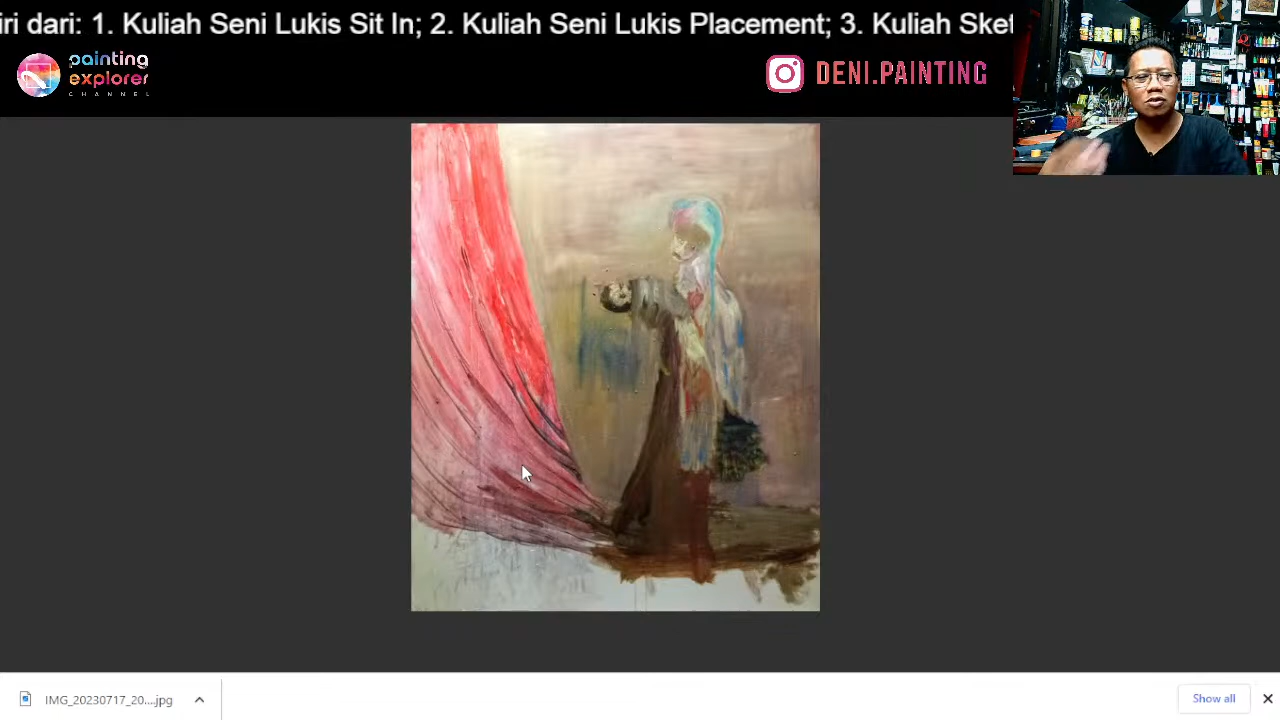 iri dari: 1. Kuliah Seni Lukis Sit In; 2. Kuliah Seni Lukis Placement; 3. Kuliah Sket
painting
explorer
CHANNEL
DENI.PAINTING
IMG_20230717_20....jpg
Show all